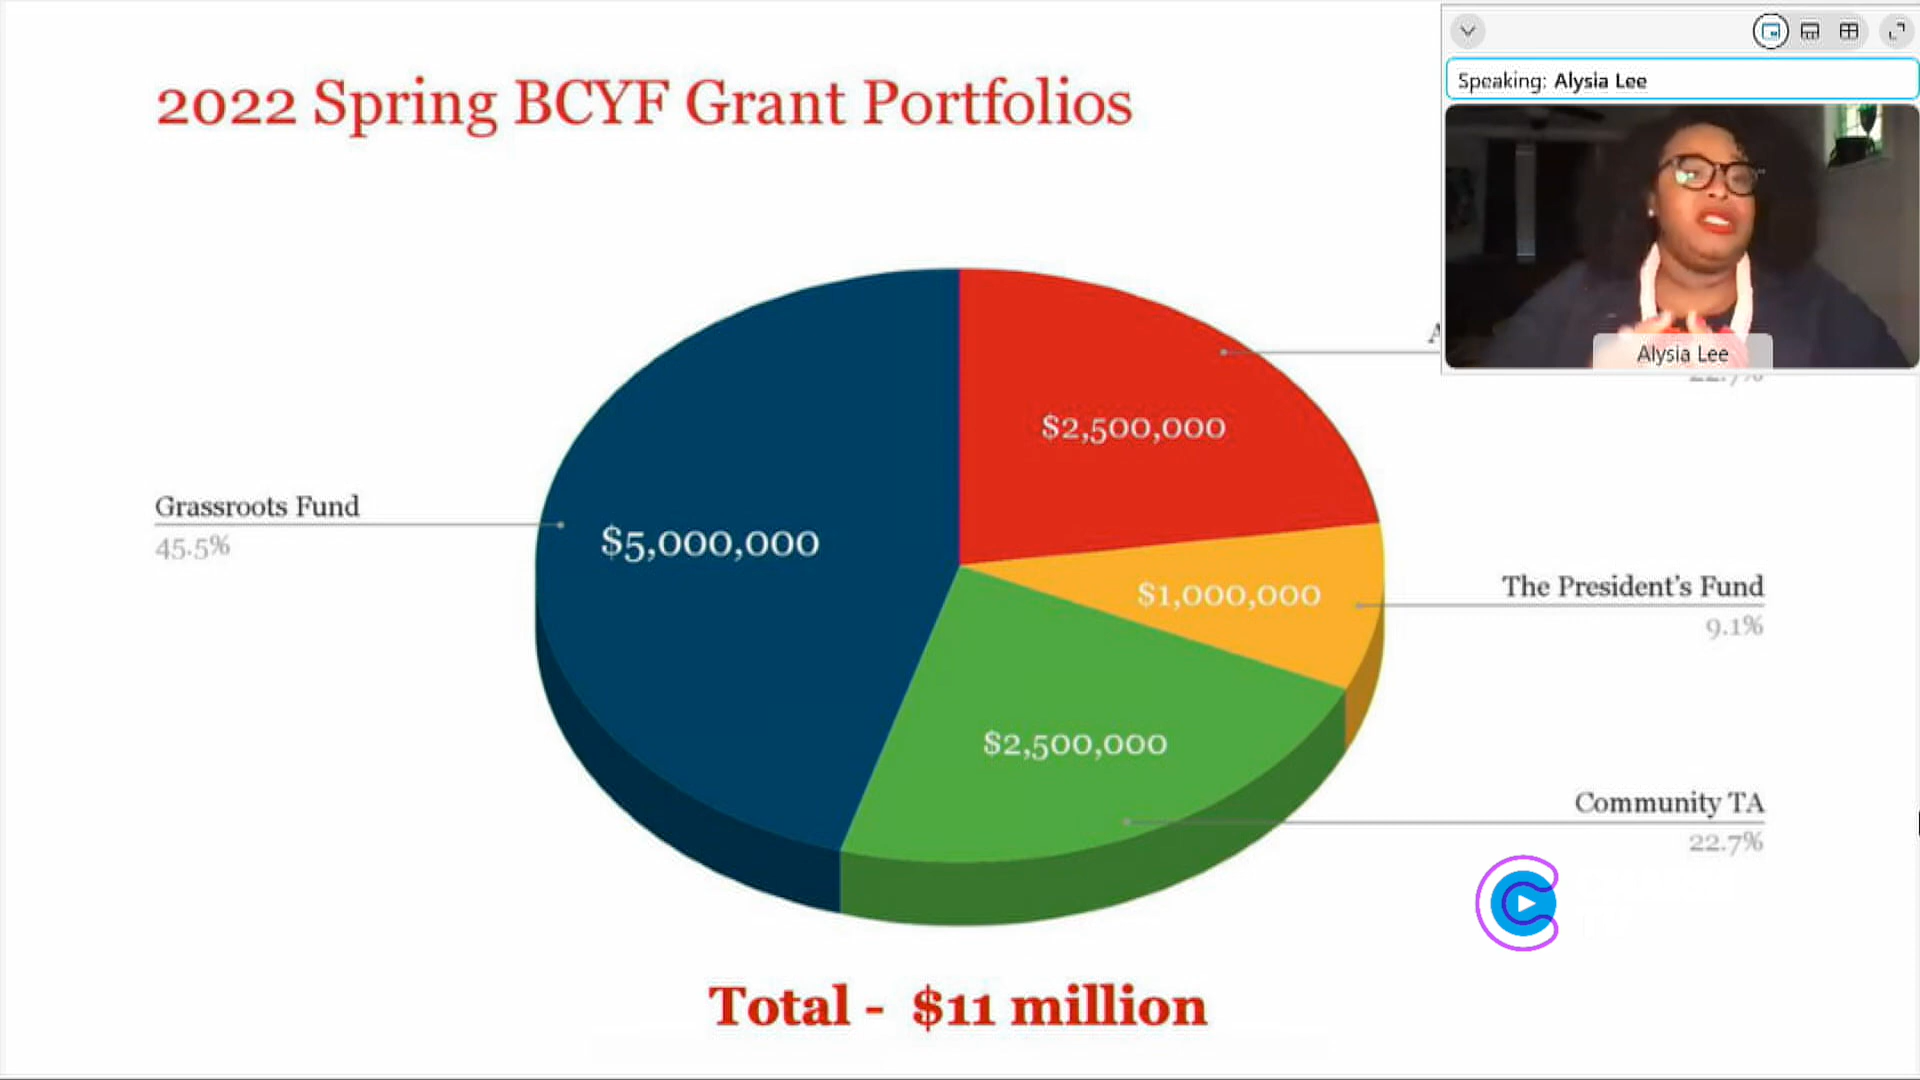 2022 Spring BCYF Grant Portfolios
Speaking: Alysia Lee
Alysia Lee
$2,500,000
Grassroots Fund
45.5%
$5,000,000
$1,000,000
The President's Fund
9.1%
$2,500,000
Community TA
22.7%
Total - $11 million